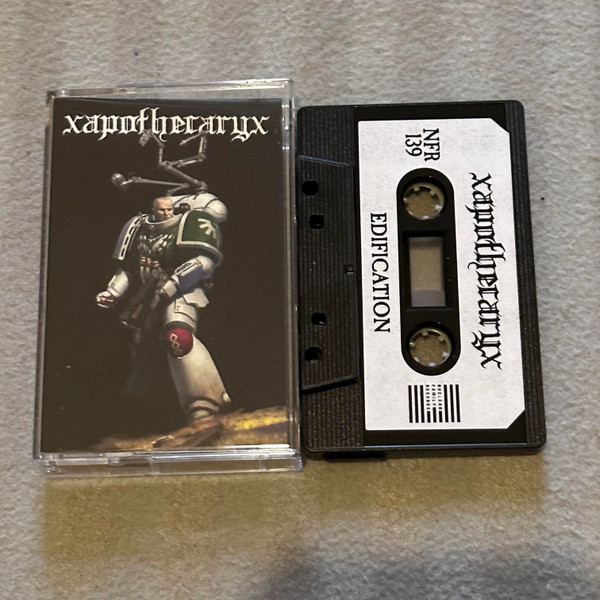 xapothecaryx
NFR
139
xapothecaryx
EDIFICATION